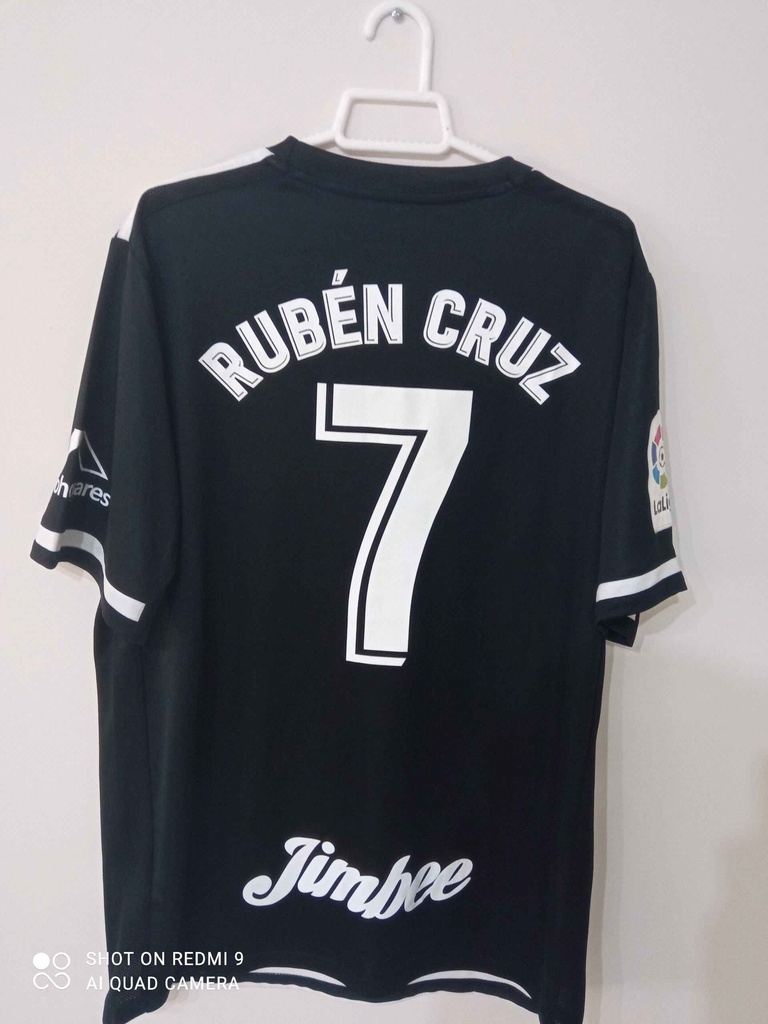 RUBÉN CRUZ
7
Jimbee
SHOT ON REDMI 9
AI QUAD CAMERA